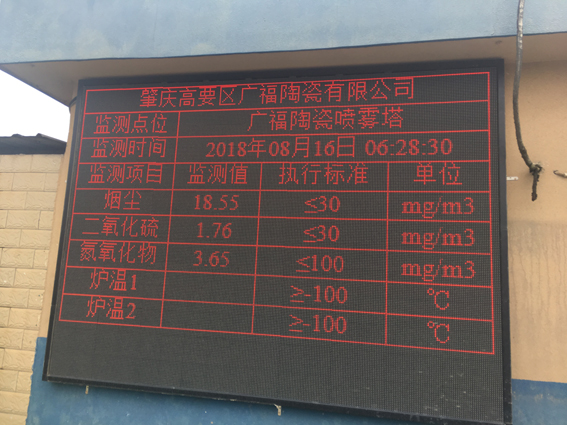 肇庆高要区广福陶瓷有限公司
监测点位 广福陶瓷喷雾塔
监测时间 2018年08月16日 06:28:30
监测项目 监测值 执行标准 单位
烟尘 18.55 ≤30 mg/m3
二氧化硫 1.76 ≤30 mg/m3
氮氧化物 3.65 ≤100 mg/m3
炉温1 ≥-100 ℃
炉温2 ≥-100 ℃